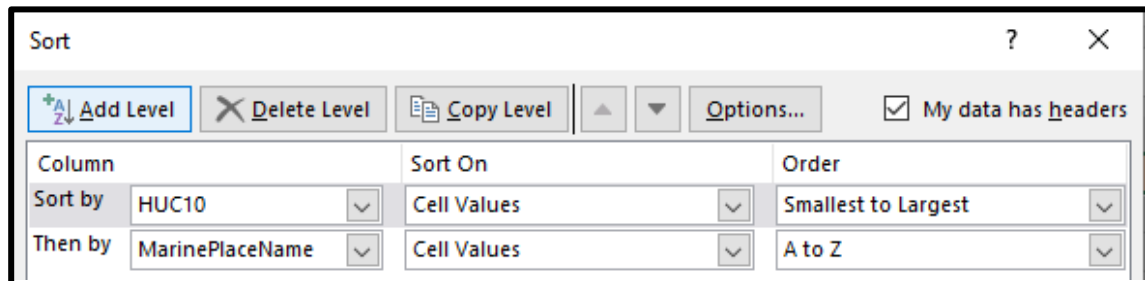 Sort ?
Add Level Delete Level Copy Level Options... My data has headers
Column Sort On Order
Sort by HUC10 Cell Values Smallest to Largest
Then by MarinePlaceName Cell Values A to Z